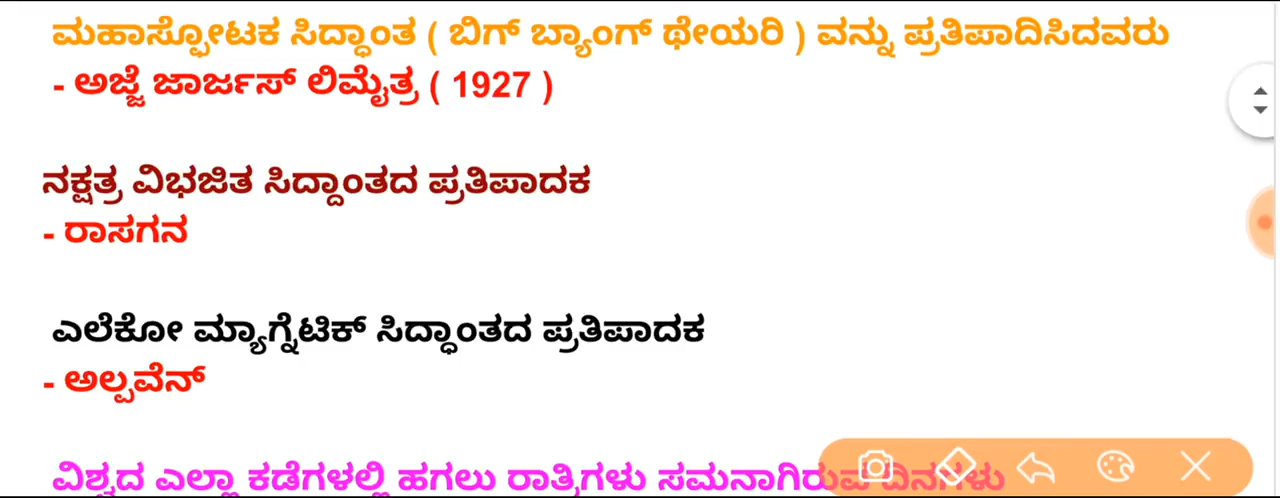 ಮಹಾಸ್ಫೋಟಕ ಸಿದ್ಧಾಂತ ( ಬಿಗ್ ಬ್ಯಾಂಗ್ ಥೇಯರಿ ) ವನ್ನು ಪ್ರತಿಪಾದಿಸಿದವರು
- ಅಜ್ಜೆ ಜಾರ್ಜಸ್ ಲಿಮೈತ್ರ ( 1927 )
ನಕ್ಷತ್ರ ವಿಭಜಿತ ಸಿದ್ದಾಂತದ ಪ್ರತಿಪಾದಕ
- ರಾಸಗನ
ಎಲೆಕೋ ಮ್ಯಾಗ್ನೆಟಿಕ್ ಸಿದ್ಧಾಂತದ ಪ್ರತಿಪಾದಕ
- ಅಲ್ಪವೆನ್
ವಿಶ್ವದ ಎಲ್ಲಾ ಕಡೆಗಳಲ್ಲಿ ಹಗಲು ರಾತ್ರಿಗಳು ಸಮನಾಗಿರುವ ದಿನಗಳು